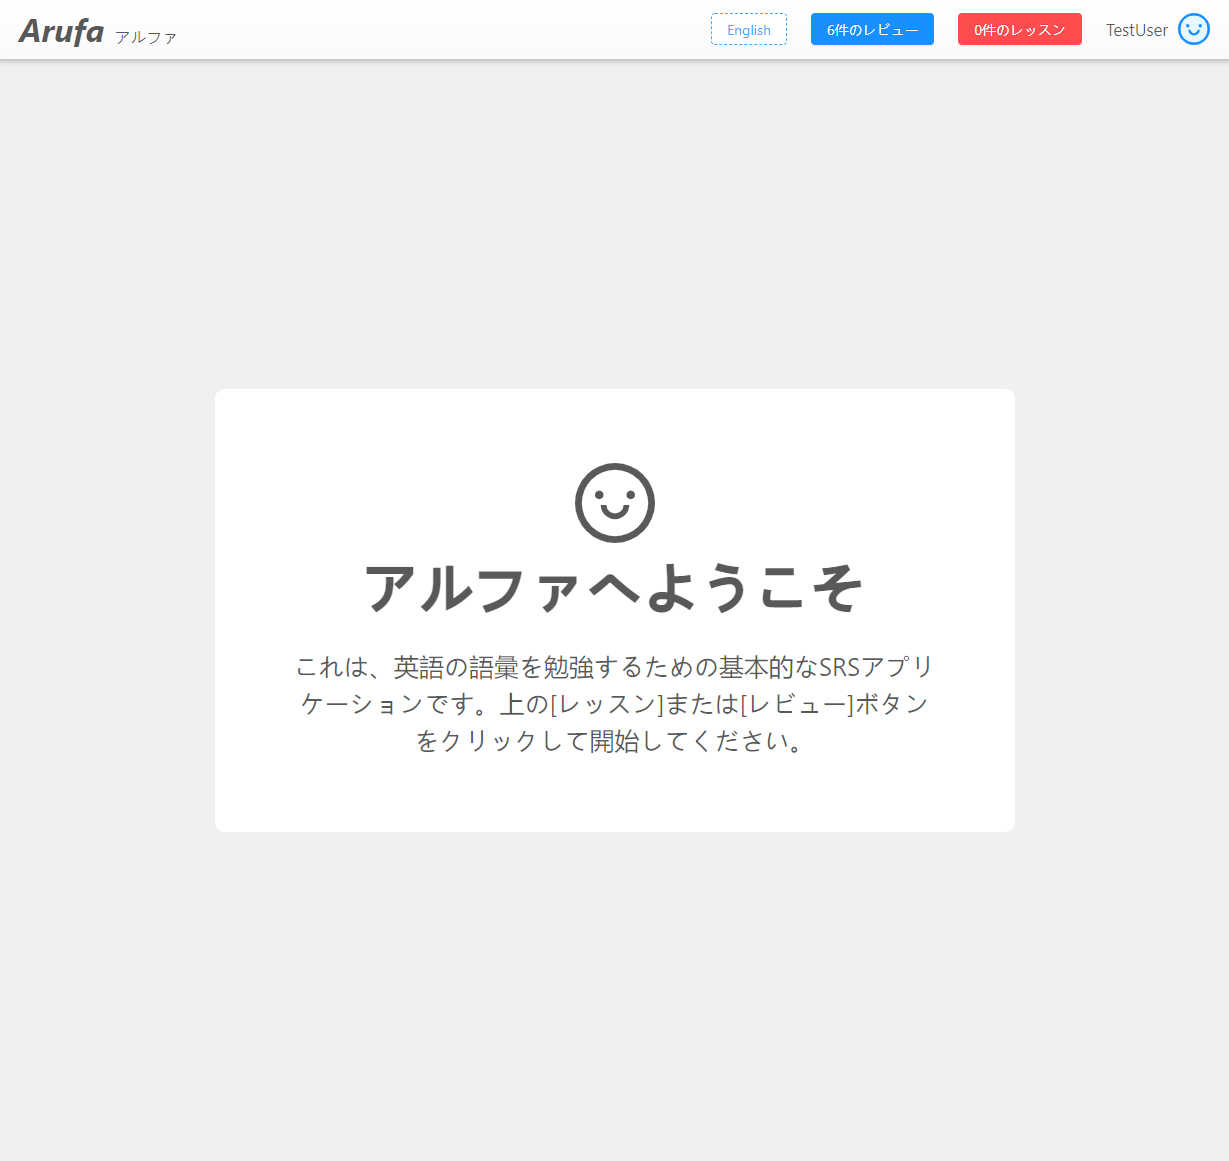 Arufa アルファ
English
6件のレビュー
0件のレッスン
TestUser
アルファへようこそ
これは、英語の語彙を勉強するための基本的なSRSアプリ
ケーションです。上の[レッスン]または[レビュー]ボタン
をクリックして開始してください。